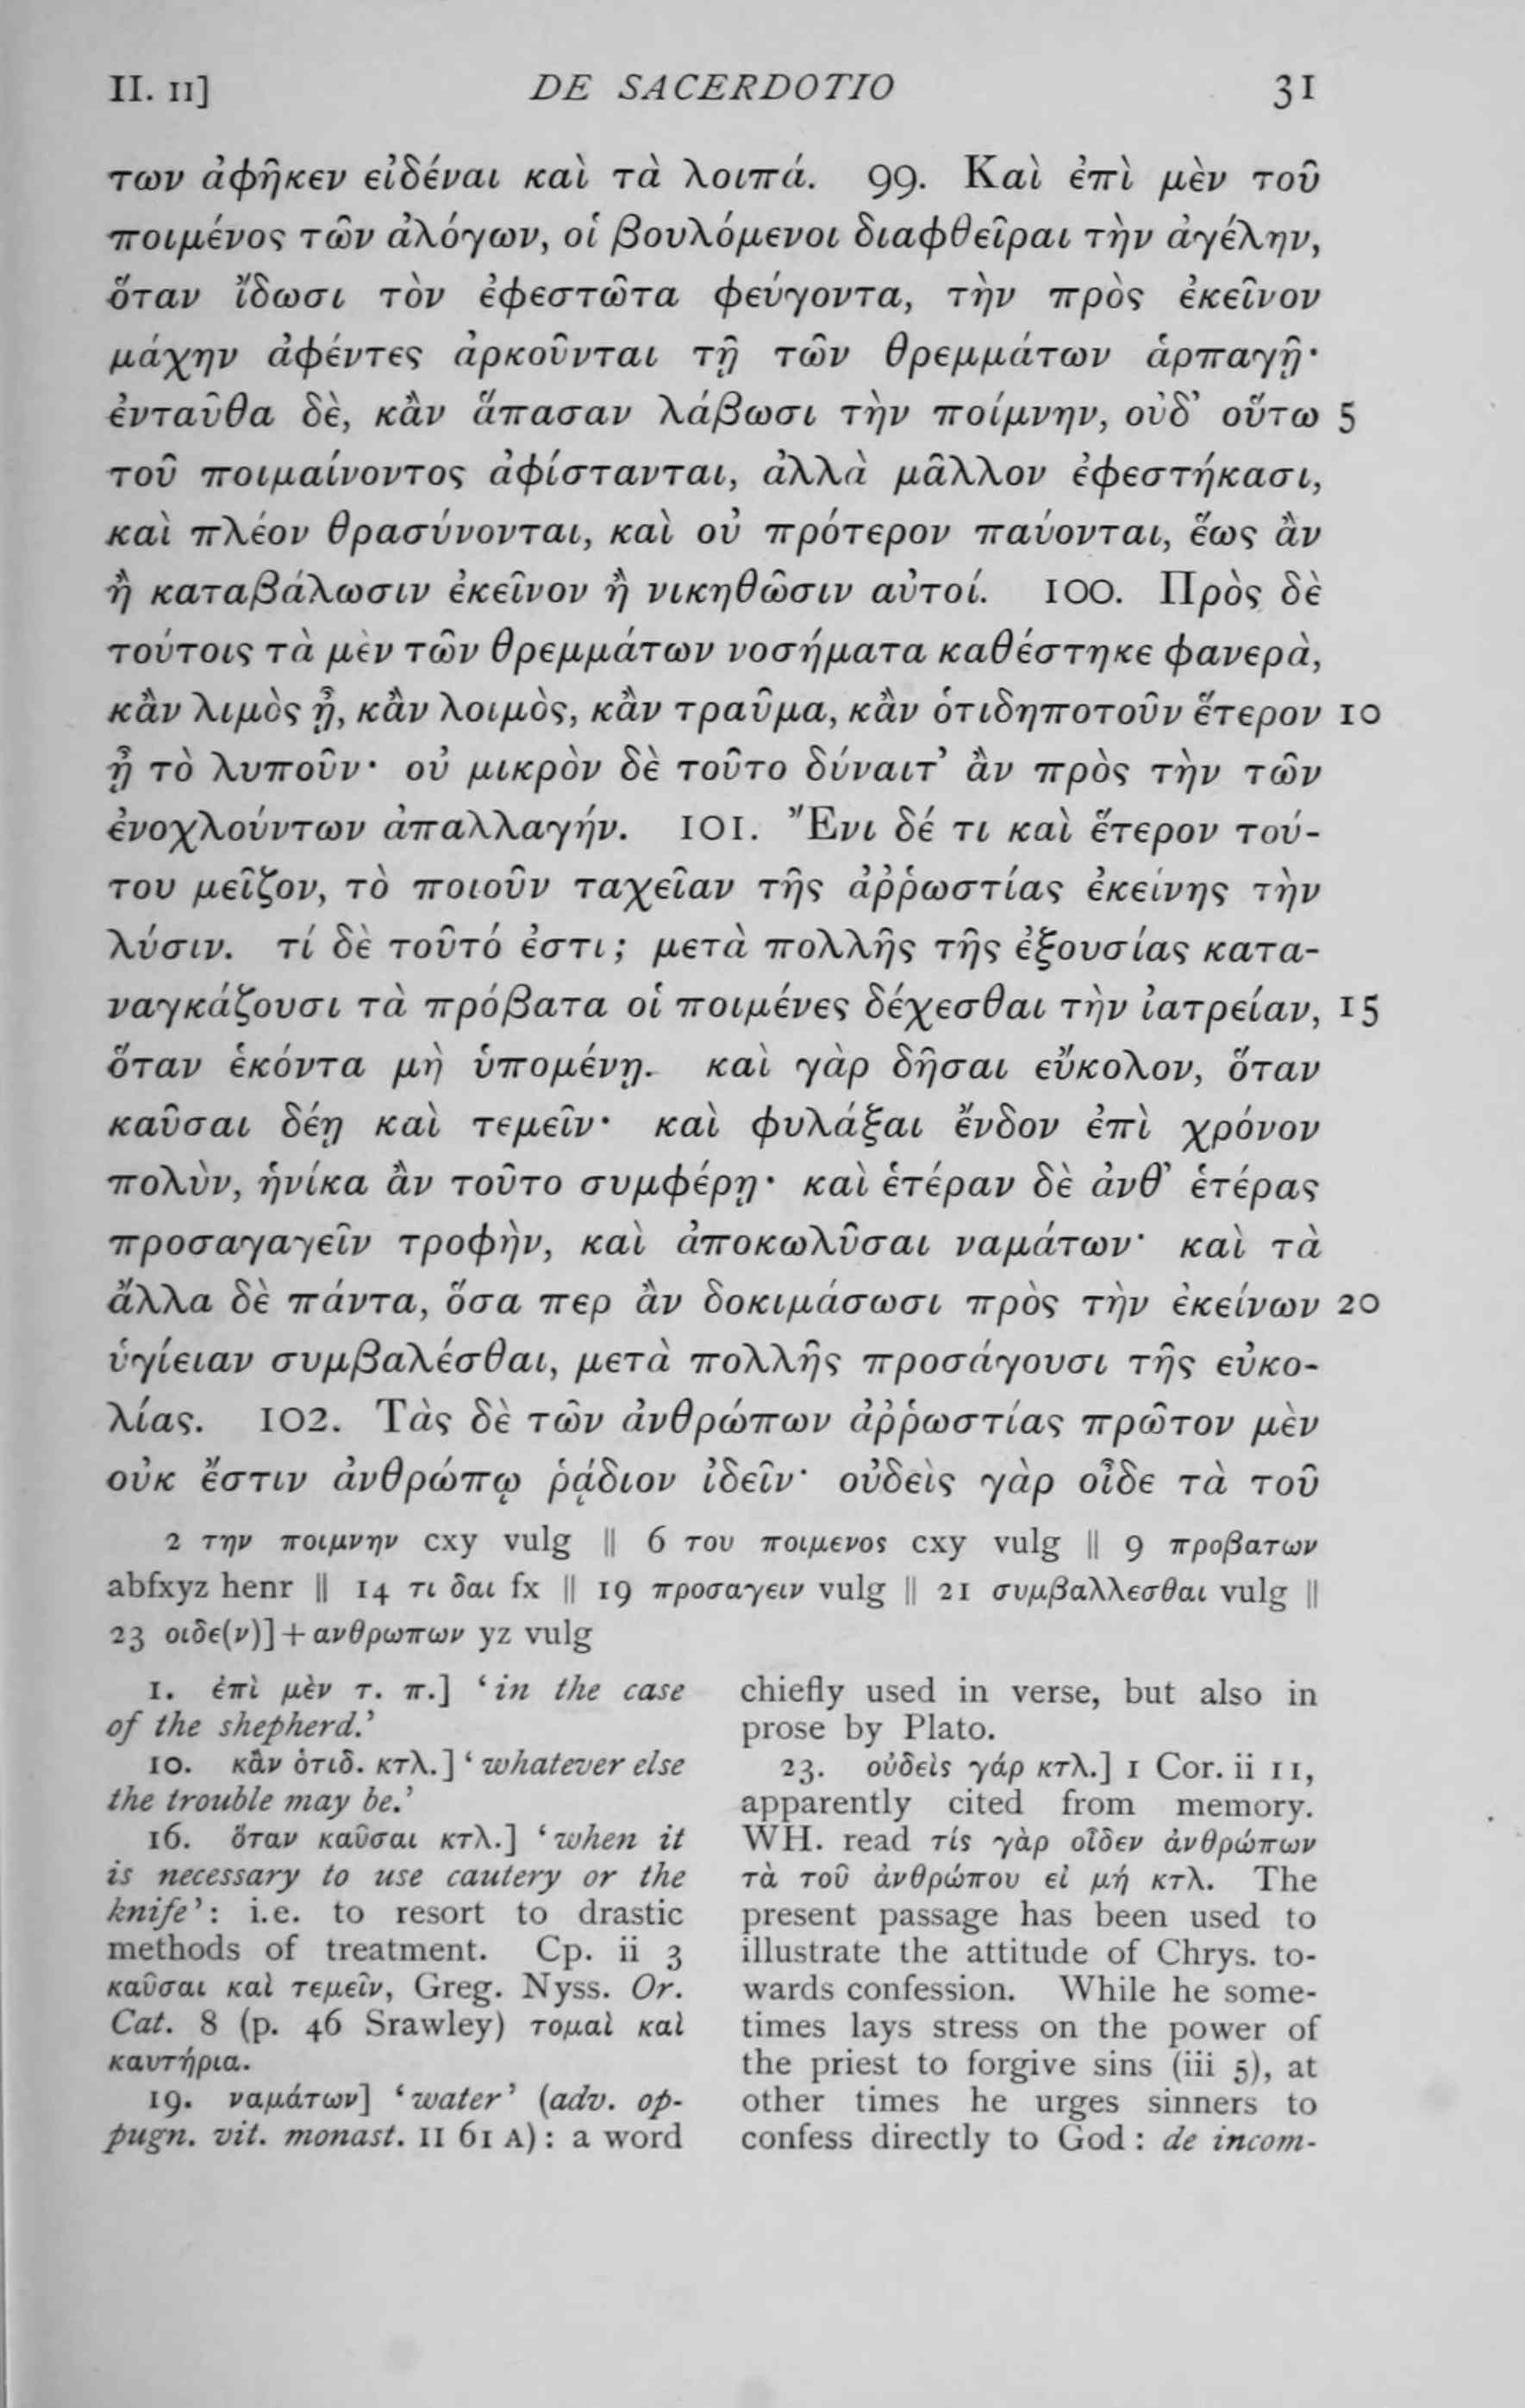 II. 11] DE SACERDOTIO 31
των ἀφῆκεν εἰδέναι καὶ τὰ λοιπά. 99. Καὶ ἐπὶ μὲν τοῦ
ποιμένος τῶν ἀλόγων, οἱ βουλόμενοι διαφθεῖραι τὴν ἀγέλην,
ὅταν ἴδωσι τὸν ἐφεστῶτα φεύγοντα, τὴν πρὸς ἐκεῖνον
μάχην ἀφέντες ἀρκοῦνται τῇ τῶν θρεμμάτων ἁρπαγῇ·
ἐνταῦθα δὲ, κἂν ἅπασαν λάβωσι τὴν ποίμνην, οὐδ’ οὕτω 5
τοῦ ποιμαίνοντος ἀφίστανται, ἀλλὰ μᾶλλον ἐφεστήκασι,
καὶ πλέον θρασύνονται, καὶ οὐ πρότερον παύονται, ἕως ἂν
ἢ καταβάλωσιν ἐκεῖνον ἢ νικηθῶσιν αὐτοί. 100. Πρὸς δὲ
τούτοις τὰ μὲν τῶν θρεμμάτων νοσήματα καθέστηκε φανερὰ,
κἂν λιμὸς ᾖ, κἂν λοιμὸς, κἂν τραῦμα, κἂν ὁτιδηποτοῦν ἕτερον 10
ᾖ τὸ λυποῦν· οὐ μικρὸν δὲ τοῦτο δύναιτ’ ἂν πρὸς τὴν τῶν
ἐνοχλούντων ἀπαλλαγήν. 101. Ἔνι δέ τι καὶ ἕτερον τού-
του μεῖζον, τὸ ποιοῦν ταχεῖαν τῆς ἀῤῥωστίας ἐκείνης τὴν
λύσιν. τί δὲ τοῦτό ἐστι; μετὰ πολλῆς τῆς ἐξουσίας κατα-
ναγκάζουσι τὰ πρόβατα οἱ ποιμένες δέχεσθαι τὴν ἰατρείαν, 15
ὅταν ἑκόντα μὴ ὑπομένῃ. καὶ γὰρ δῆσαι εὔκολον, ὅταν
καῦσαι δέῃ καὶ τεμεῖν· καὶ φυλάξαι ἔνδον ἐπὶ χρόνον
πολὺν, ἡνίκα ἂν τοῦτο συμφέρῃ· καὶ ἑτέραν δὲ ἀνθ’ ἑτέρας
προσαγαγεῖν τροφὴν, καὶ ἀποκωλῦσαι ναμάτων· καὶ τὰ
ἄλλα δὲ πάντα, ὅσα περ ἂν δοκιμάσωσι πρὸς τὴν ἐκείνων 20
ὑγίειαν συμβαλέσθαι, μετὰ πολλῆς προσάγουσι τῆς εὐκο-
λίας. 102. Τὰς δὲ τῶν ἀνθρώπων ἀῤῥωστίας πρῶτον μὲν
οὐκ ἔστιν ἀνθρώπῳ ῥᾴδιον ἰδεῖν· οὐδεὶς γὰρ οἶδε τὰ τοῦ
2 την ποιμνην cxy vulg || 6 του ποιμενος cxy vulg || 9 προβατων
abfxyz henr || 14 τι δαι fx || 19 προσαγειν vulg || 21 συμβαλλεσθαι vulg ||
23 οιδε(ν)] + ανθρωπων yz vulg
1. ἐπὶ μὲν τ. π.] ‘in the case
of the shepherd.’
10. κἂν ὁτιδ. κτλ.] ‘whatever else
the trouble may be.’
16. ὅταν καῦσαι κτλ.] ‘when it
is necessary to use cautery or the
knife’: i.e. to resort to drastic
methods of treatment. Cp. ii 3
καῦσαι καὶ τεμεῖν, Greg. Nyss. Or.
Cat. 8 (p. 46 Srawley) τομαὶ καὶ
καυτήρια.
19. ναμάτων] ‘water’ (adv. op-
pugn. vit. monast. II 61 A): a word
chiefly used in verse, but also in
prose by Plato.
23. οὐδεὶς γάρ κτλ.] 1 Cor. ii 11,
apparently cited from memory.
WH. read τίς γὰρ οἶδεν ἀνθρώπων
τὰ τοῦ ἀνθρώπου εἰ μή κτλ. The
present passage has been used to
illustrate the attitude of Chrys. to-
wards confession. While he some-
times lays stress on the power of
the priest to forgive sins (iii 5), at
other times he urges sinners to
confess directly to God: de incom-